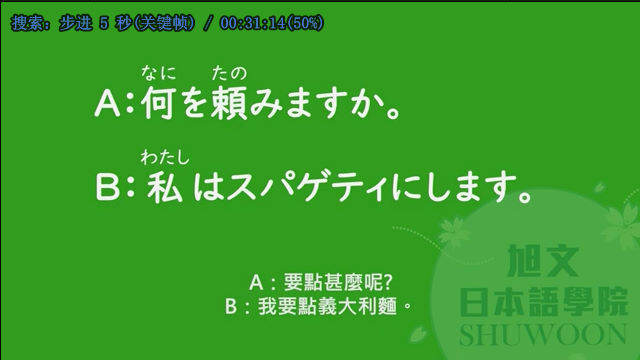 搜索: 步进 5 秒(关键帧) / 00:31:14(50%)
なに たの
A:何を頼みますか。
わたし
B:私はスパゲティにします。
A：要點甚麼呢?
B：我要點義大利麵。
旭文
日本語學院
SHUWOON